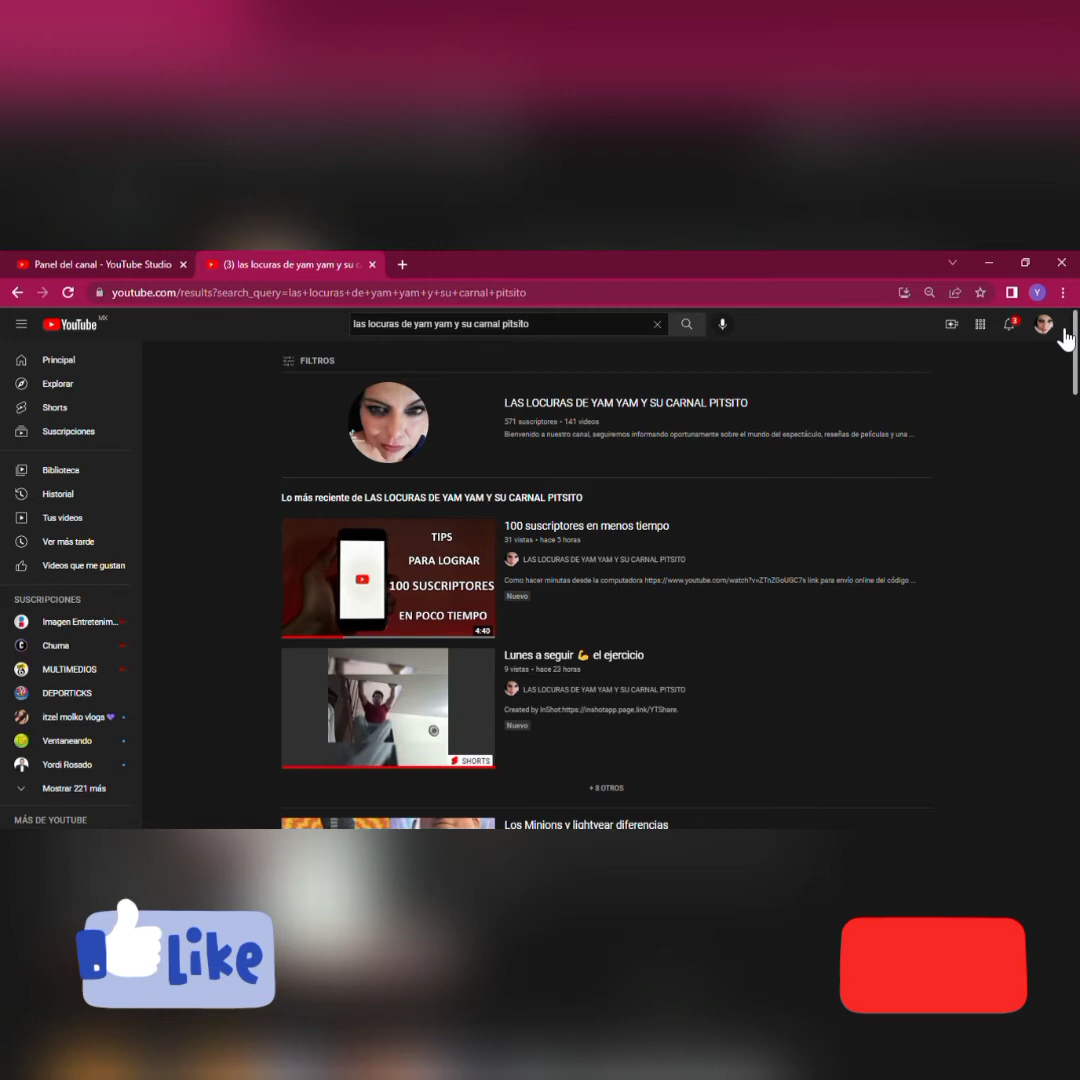 Panel del canal - YouTube Studio
(3) las locuras de yam yam y su c
youtube.com/results?search_query=las+locuras+de+yam+yam+y+su+carnal+pitsito
Y
YouTube MX
las locuras de yam yam y su carnal pitsito
3
Principal
Explorar
Shorts
Suscripciones
Biblioteca
Historial
Tus videos
Ver más tarde
Videos que me gustan
SUSCRIPCIONES
Imagen Entretenim...
Chuma
MULTIMEDIOS
DEPORTICKS
itzel molko vlogs 💜
Ventaneando
Yordi Rosado
Mostrar 221 más
MÁS DE YOUTUBE
FILTROS
LAS LOCURAS DE YAM YAM Y SU CARNAL PITSITO
571 suscriptores • 141 videos
Bienvenido a nuestro canal, seguiremos informando oportunamente sobre el mundo del espectáculo, reseñas de películas y una ...
Lo más reciente de LAS LOCURAS DE YAM YAM Y SU CARNAL PITSITO
TIPS
PARA LOGRAR
100 SUSCRIPTORES
EN POCO TIEMPO
4:40
100 suscriptores en menos tiempo
31 vistas • hace 5 horas
LAS LOCURAS DE YAM YAM Y SU CARNAL PITSITO
Como hacer minutas desde la computadora https://www.youtube.com/watch?v=ZTnZGoUGC7s link para envío online del código ...
Nuevo
SHORTS
Lunes a seguir 💪 el ejercicio
9 vistas • hace 23 horas
LAS LOCURAS DE YAM YAM Y SU CARNAL PITSITO
Created by InShot:https://inshotapp.page.link/YTShare.
Nuevo
+ 8 OTROS
Los Minions y lightyear diferencias
Like